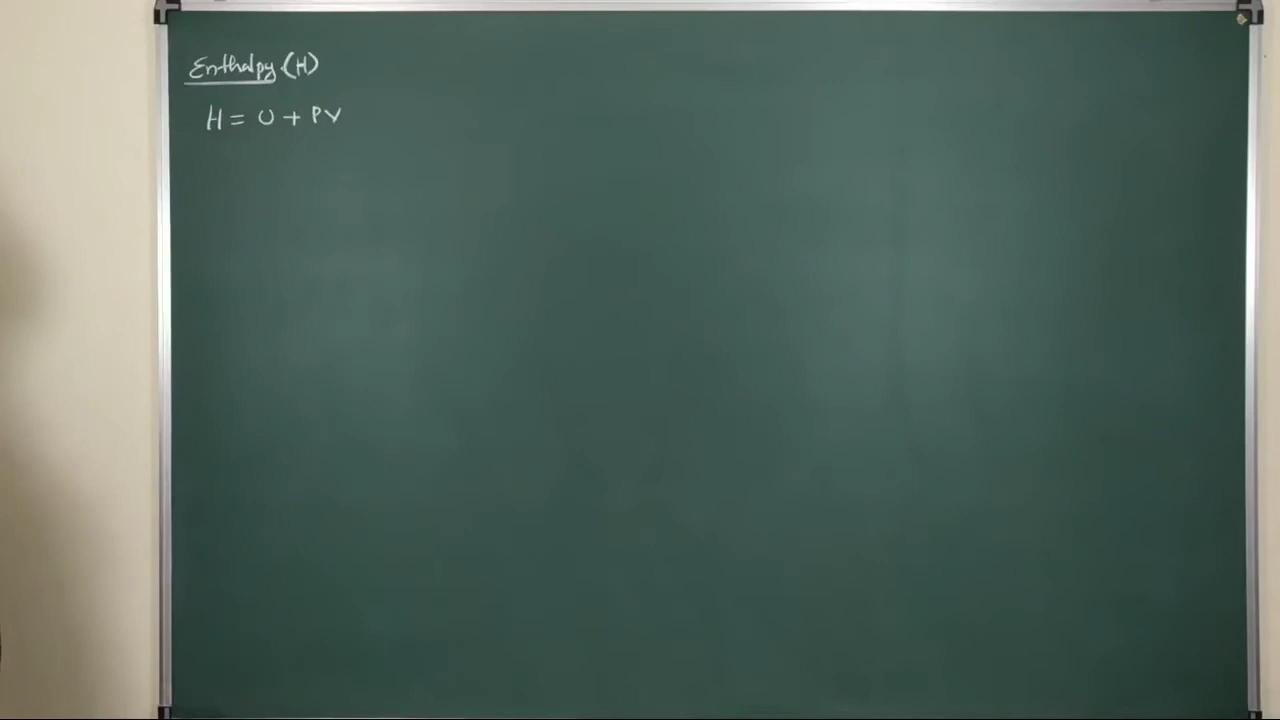 Enthalpy (H)
H = U + PV